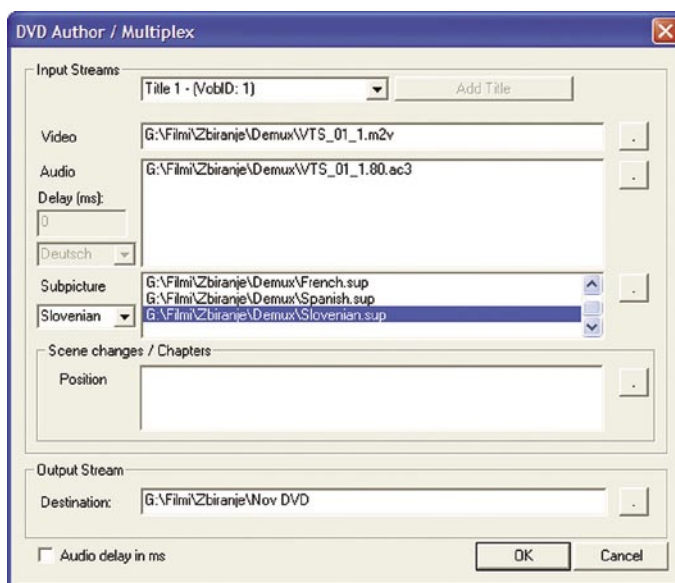 DVD Author / Multiplex
Input Streams
Title 1 - (VobID: 1)
Add Title
Video
G:\Filmi\Zbiranje\Demux\VTS_01_1.m2v
.
Audio
G:\Filmi\Zbiranje\Demux\VTS_01_1.80.ac3
.
Delay (ms):
0
Deutsch
Subpicture
G:\Filmi\Zbiranje\Demux\French.sup
.
G:\Filmi\Zbiranje\Demux\Spanish.sup
Slovenian
G:\Filmi\Zbiranje\Demux\Slovenian.sup
Scene changes / Chapters
Position
.
Output Stream
Destination:
G:\Filmi\Zbiranje\Nov DVD
.
Audio delay in ms
OK
Cancel